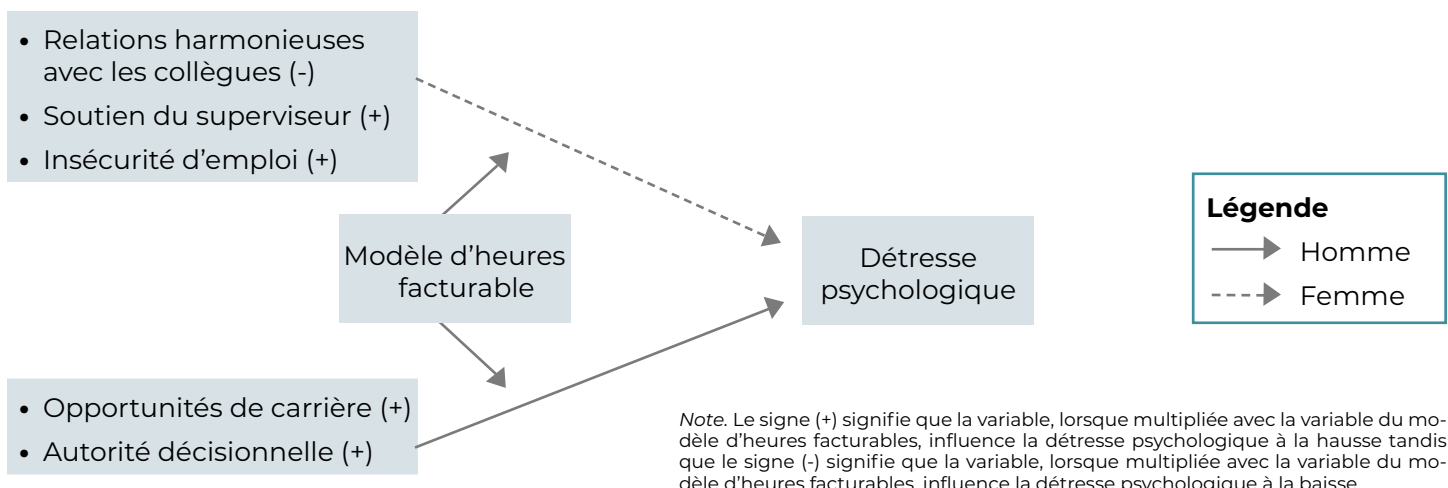 • Relations harmonieuses
avec les collègues (-)
• Soutien du superviseur (+)
• Insécurité d'emploi (+)
Modèle d'heures
facturable
Détresse
psychologique
Légende
Homme
Femme
• Opportunités de carrière (+)
• Autorité décisionnelle (+)
Note. Le signe (+) signifie que la variable, lorsque multipliée avec la variable du mo-
dèle d'heures facturables, influence la détresse psychologique à la hausse tandis
que le signe (-) signifie que la variable, lorsque multipliée avec la variable du mo-
dèle d'heures facturables, influence la détresse psychologique à la baisse.